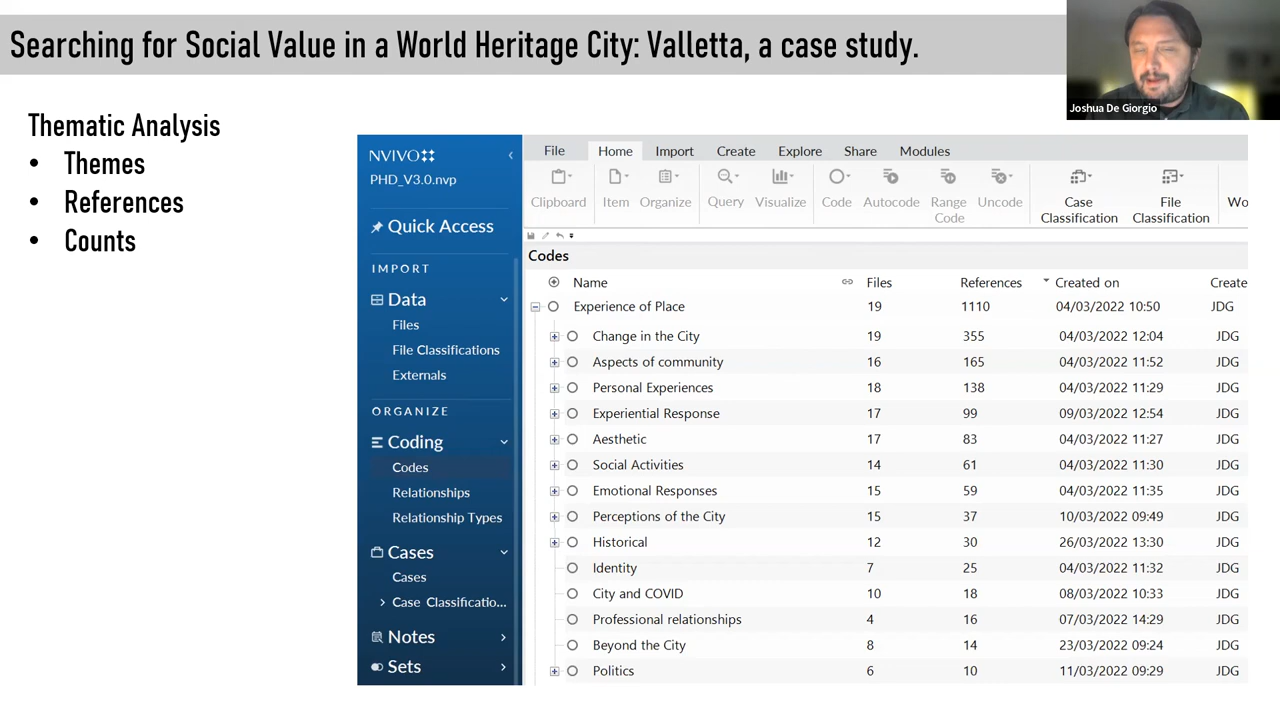 Searching for Social Value in a World Heritage City: Valletta, a case study.
Joshua De Giorgio
Thematic Analysis
• Themes
• References
• Counts
NVIVO
PHD_V3.0.nvp
Quick Access
IMPORT
Data
Files
File Classifications
Externals
ORGANIZE
Coding
Codes
Relationships
Relationship Types
Cases
Cases
Case Classificatio...
Notes
Sets
File Home Import Create Explore Share Modules
Clipboard Item Organize Query Visualize Code Autocode Range Code Uncode Case Classification File Classification Wo
Codes
Name Files References Created on Create
Experience of Place 19 1110 04/03/2022 10:50 JDG
Change in the City 19 355 04/03/2022 12:04 JDG
Aspects of community 16 165 04/03/2022 11:52 JDG
Personal Experiences 18 138 04/03/2022 11:29 JDG
Experiential Response 17 99 09/03/2022 12:54 JDG
Aesthetic 17 83 04/03/2022 11:27 JDG
Social Activities 14 61 04/03/2022 11:30 JDG
Emotional Responses 15 59 04/03/2022 11:35 JDG
Perceptions of the City 15 37 10/03/2022 09:49 JDG
Historical 12 30 26/03/2022 13:30 JDG
Identity 7 25 04/03/2022 11:32 JDG
City and COVID 10 18 08/03/2022 10:33 JDG
Professional relationships 4 16 07/03/2022 14:29 JDG
Beyond the City 8 14 23/03/2022 09:24 JDG
Politics 6 10 11/03/2022 09:29 JDG